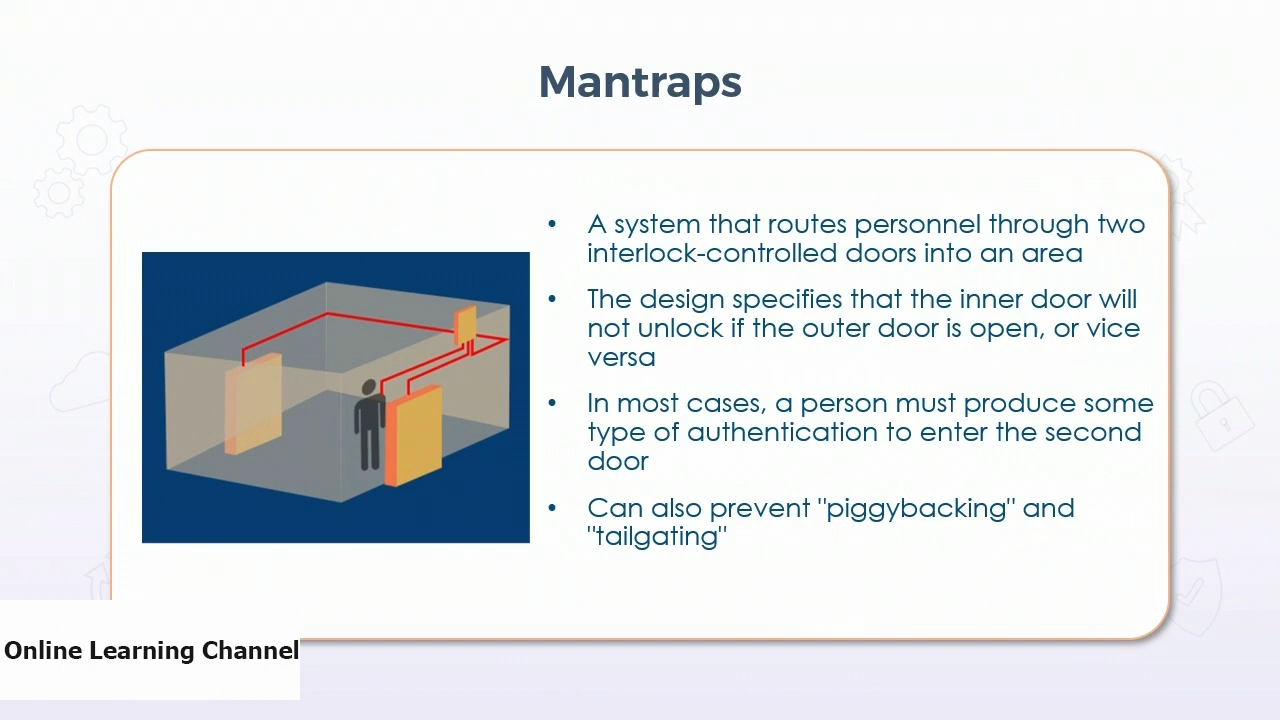 Mantraps
• A system that routes personnel through two
interlock-controlled doors into an area
• The design specifies that the inner door will
not unlock if the outer door is open, or vice
versa
• In most cases, a person must produce some
type of authentication to enter the second
door
• Can also prevent "piggybacking" and
"tailgating"
Online Learning Channel